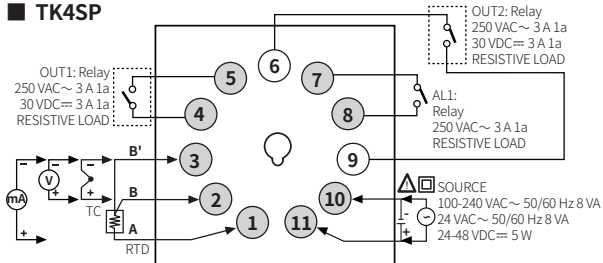 ■ TK4SP
OUT2: Relay
250 VAC～ 3 A 1a
30 VDC⎓ 3 A 1a
RESISTIVE LOAD
OUT1: Relay
250 VAC～ 3 A 1a
30 VDC⎓ 3 A 1a
RESISTIVE LOAD
5
6
7
4
8
AL1:
Relay
250 VAC～ 3 A 1a
RESISTIVE LOAD
B'
3
9
mA
V
- + 
- +
- +
TC
B
2
10
SOURCE
100-240 VAC～ 50/60 Hz 8 VA
24 VAC～ 50/60 Hz 8 VA
24-48 VDC⎓ 5 W
- +
A
1
11
RTD